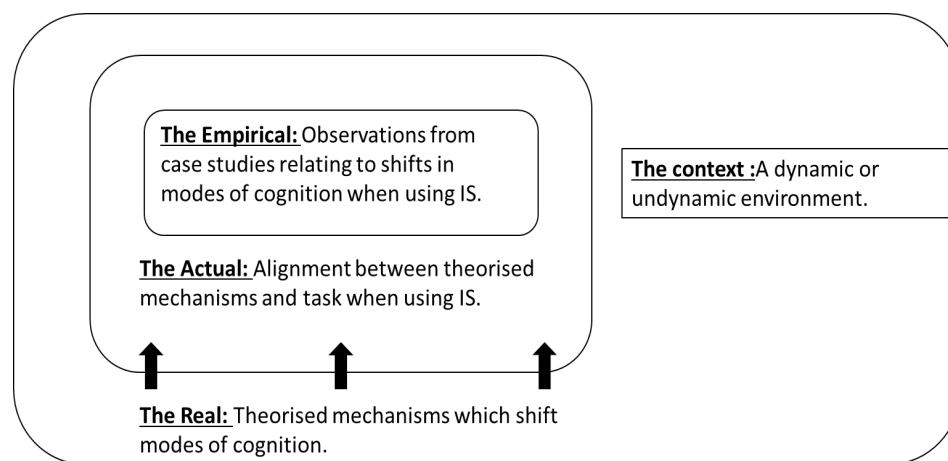 The Empirical: Observations from
case studies relating to shifts in
modes of cognition when using IS.
The context :A dynamic or
undynamic environment.
The Actual: Alignment between theorised
mechanisms and task when using IS.
The Real: Theorised mechanisms which shift
modes of cognition.